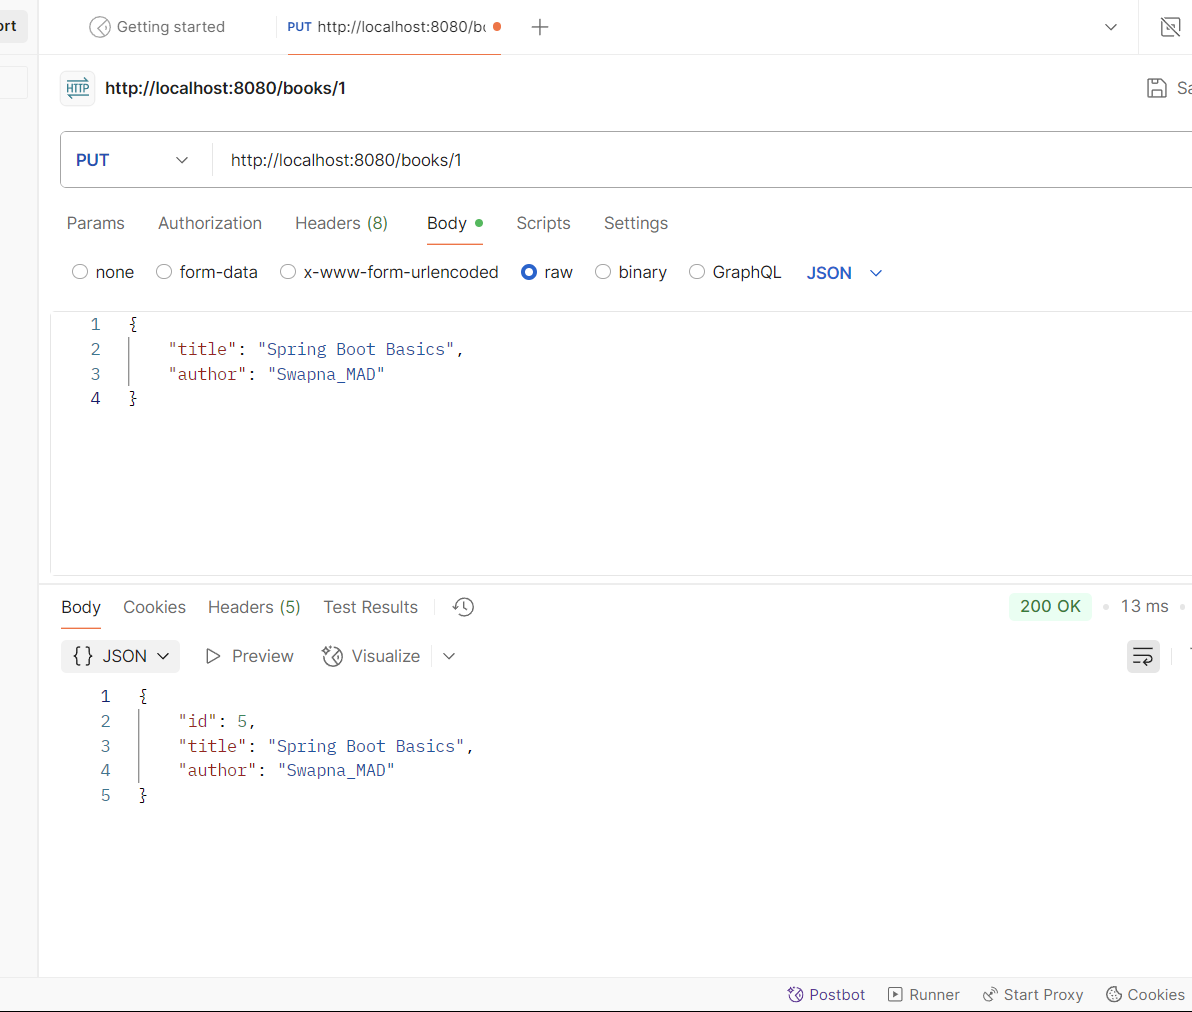 ort
Getting started
PUT http://localhost:8080/bo
HTTP http://localhost:8080/books/1
Sa
PUT http://localhost:8080/books/1
Params Authorization Headers (8) Body Scripts Settings
none form-data x-www-form-urlencoded raw binary GraphQL JSON
1 {
2 "title": "Spring Boot Basics",
3 "author": "Swapna_MAD"
4 }
Body Cookies Headers (5) Test Results 200 OK 13 ms
{} JSON Preview Visualize
1 {
2 "id": 5,
3 "title": "Spring Boot Basics",
4 "author": "Swapna_MAD"
5 }
Postbot Runner Start Proxy Cookies